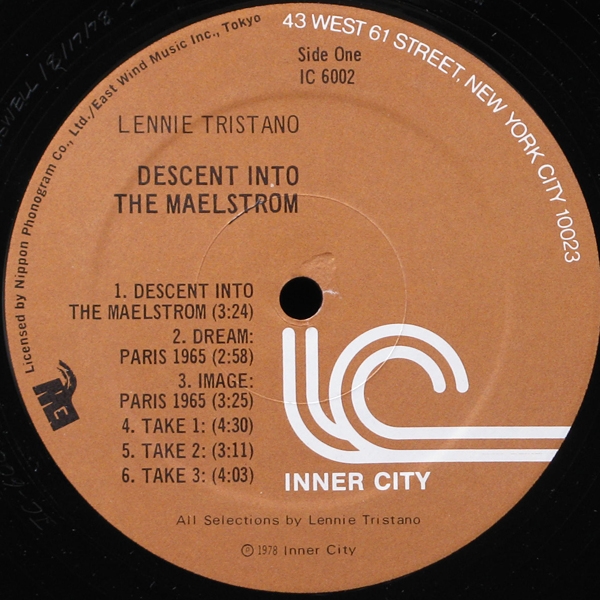 Licensed by Nippon Phonogram Co., Ltd./East Wind Music Inc., Tokyo
43 WEST 61 STREET, NEW YORK CITY 10023
Side One
IC 6002
LENNIE TRISTANO
DESCENT INTO
THE MAELSTROM
1. DESCENT INTO
THE MAELSTROM (3:24)
2. DREAM:
PARIS 1965 (2:58)
3. IMAGE:
PARIS 1965 (3:25)
4. TAKE 1: (4:30)
5. TAKE 2: (3:11)
6. TAKE 3: (4:03)
INNER CITY
All Selections by Lennie Tristano
Ⓟ 1978 Inner City